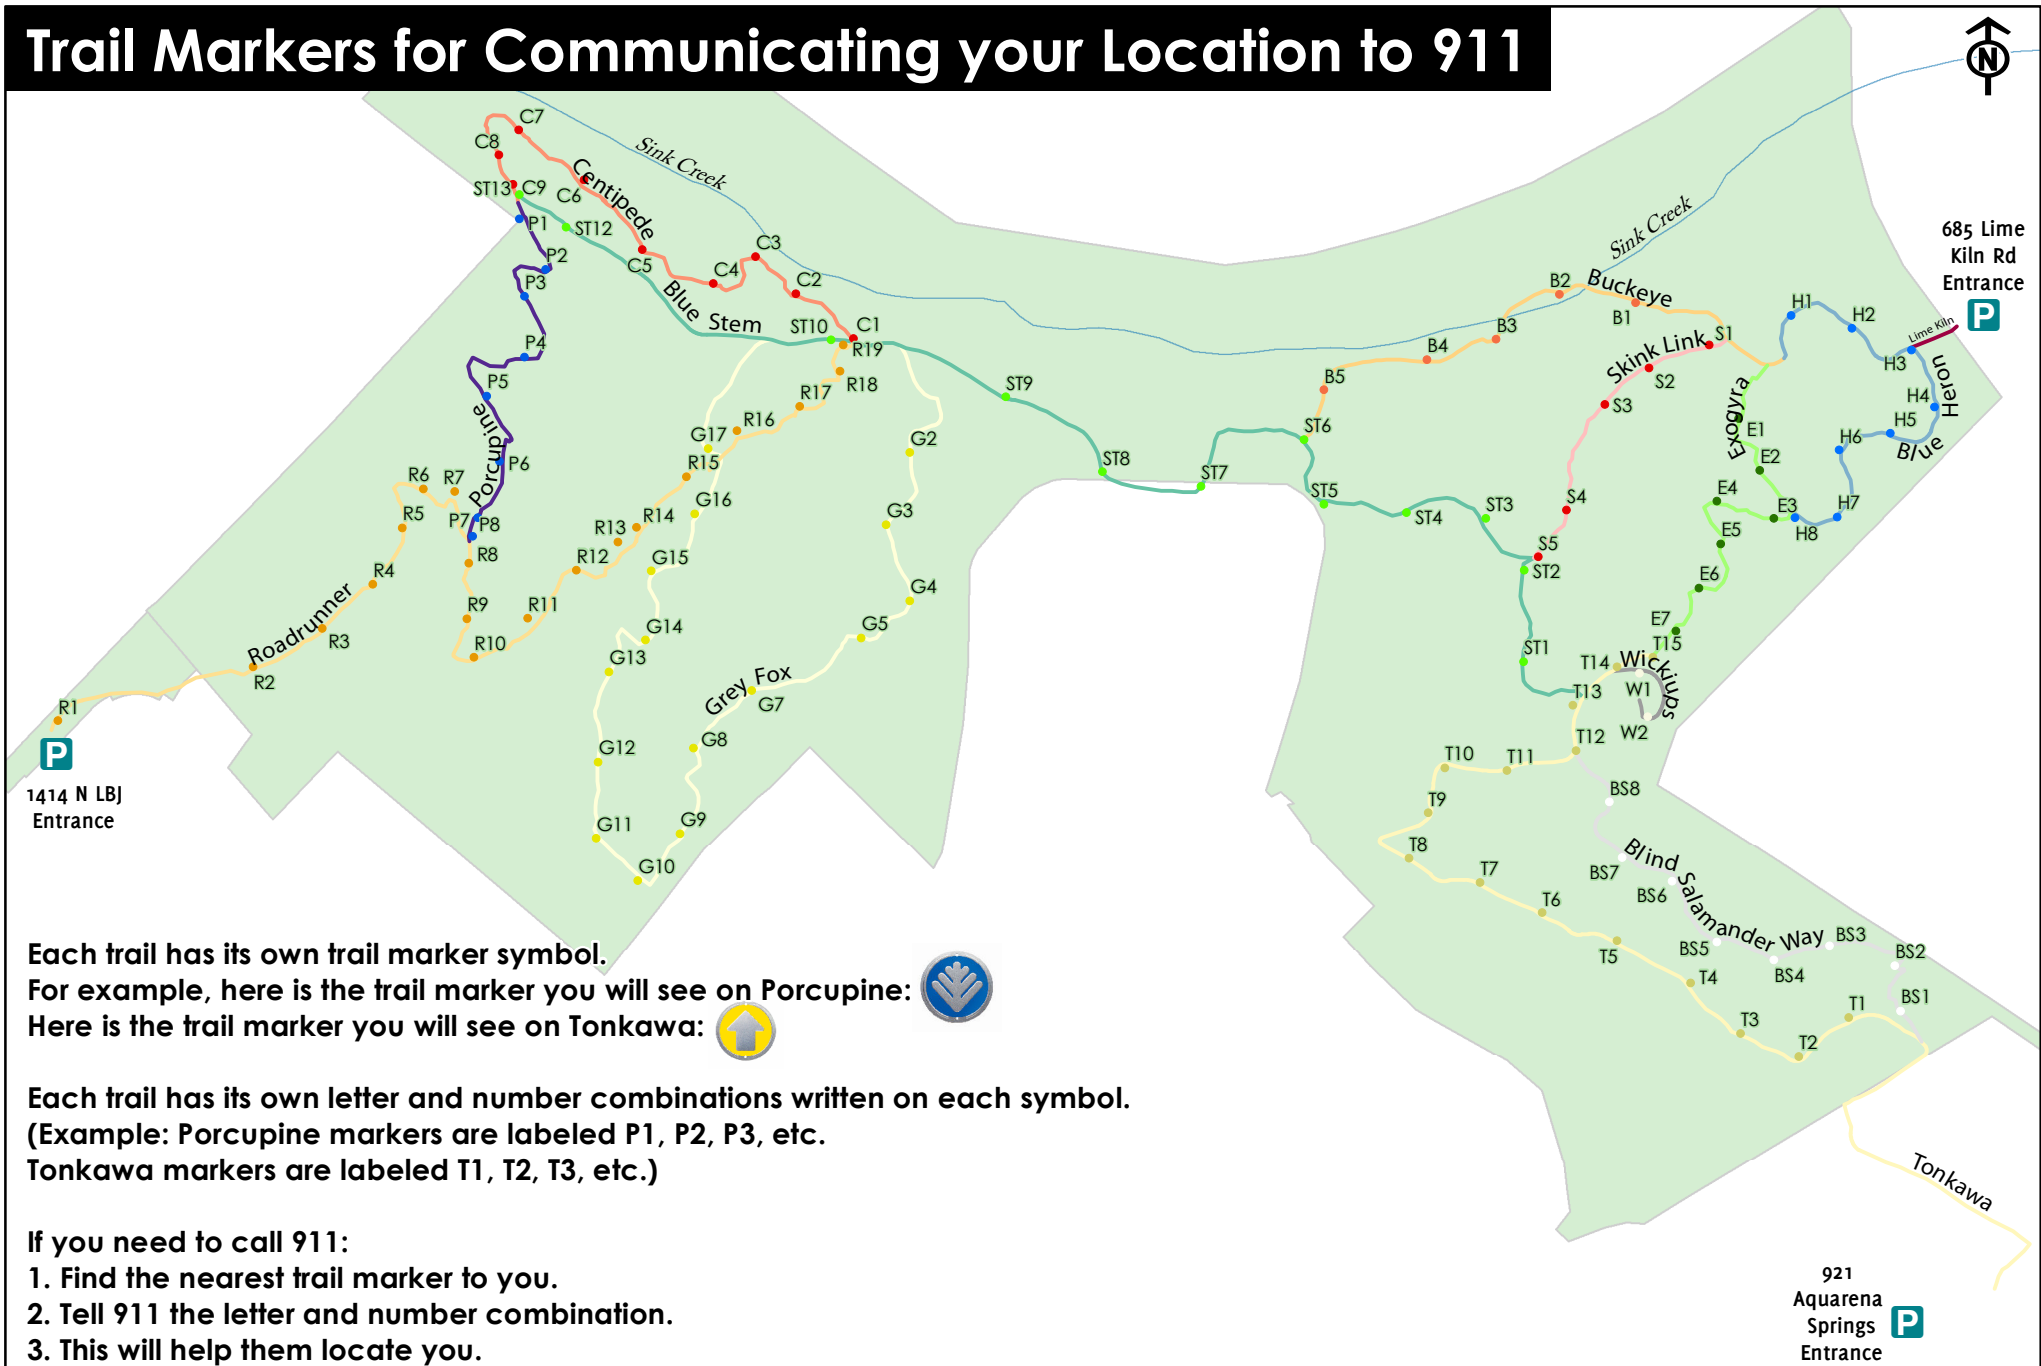 Trail Markers for Communicating your Location to 911
N
C7
C8
Centipede
C6
Sink Creek
ST13
C9
P1
ST12
P2
C5
C4
C3
C2
P3
Blue Stem
ST10
C1
R19
R18
P4
P5
Porcupine
P6
P7
P8
R17
R16
G17
R15
G16
R14
R13
R12
G15
R6
R7
R5
R8
R4
R9
R11
R10
Roadrunner
R3
R2
R1
P
1414 N LBJ
Entrance
G2
G3
G4
G5
G14
G13
Grey Fox
G7
G8
G12
G9
G11
G10
ST9
ST8
ST7
ST6
ST5
ST4
ST3
ST2
ST1
B5
B4
B3
B2
Buckeye
B1
Sink Creek
Skink Link
S1
S2
S3
S4
S5
685 Lime
Kiln Rd
Entrance
P
Lime Kiln
H1
H2
H3
H4
Blue Heron
H5
H6
H7
H8
Exogyra
E1
E2
E3
E4
E5
E6
E7
T15
T14
Wickiups
W1
W2
T13
T12
T11
T10
T9
T8
T7
T6
T5
T4
T3
T2
T1
BS8
BS7
Blind Salamander Way
BS6
BS5
BS4
BS3
BS2
BS1
Tonkawa
921
Aquarena
Springs
Entrance
P
Each trail has its own trail marker symbol.
For example, here is the trail marker you will see on Porcupine:
Here is the trail marker you will see on Tonkawa:
Each trail has its own letter and number combinations written on each symbol.
(Example: Porcupine markers are labeled P1, P2, P3, etc.
Tonkawa markers are labeled T1, T2, T3, etc.)
If you need to call 911:
1. Find the nearest trail marker to you.
2. Tell 911 the letter and number combination.
3. This will help them locate you.